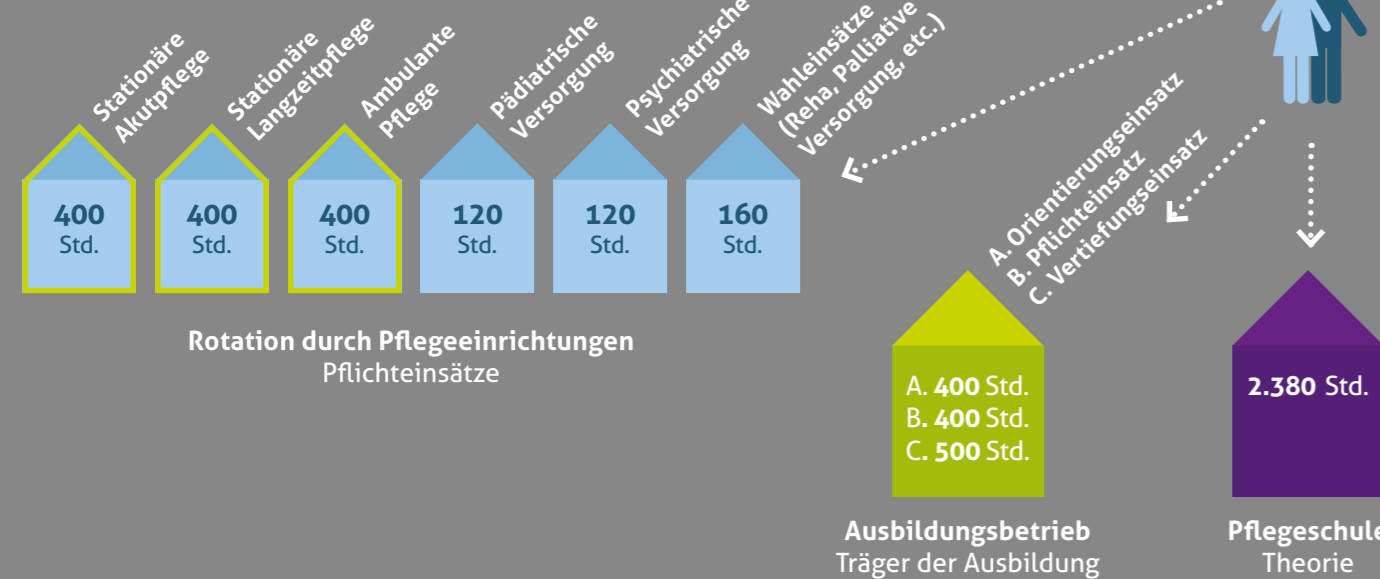 Stationäre
Akutpflege
Stationäre
Langzeitpflege
Ambulante
Pflege
Pädiatrische
Versorgung
Psychiatrische
Versorgung
Wahleinsätze
(Reha, Palliative
Versorgung, etc.)
400
Std.
400
Std.
400
Std.
120
Std.
120
Std.
160
Std.
Rotation durch Pflegeeinrichtungen
Pflichteinsätze
A. Orientierungseinsatz
B. Pflichteinsatz
C. Vertiefungseinsatz
A. 400 Std.
B. 400 Std.
C. 500 Std.
Ausbildungsbetrieb
Träger der Ausbildung
2.380 Std.
Pflegeschule
Theorie